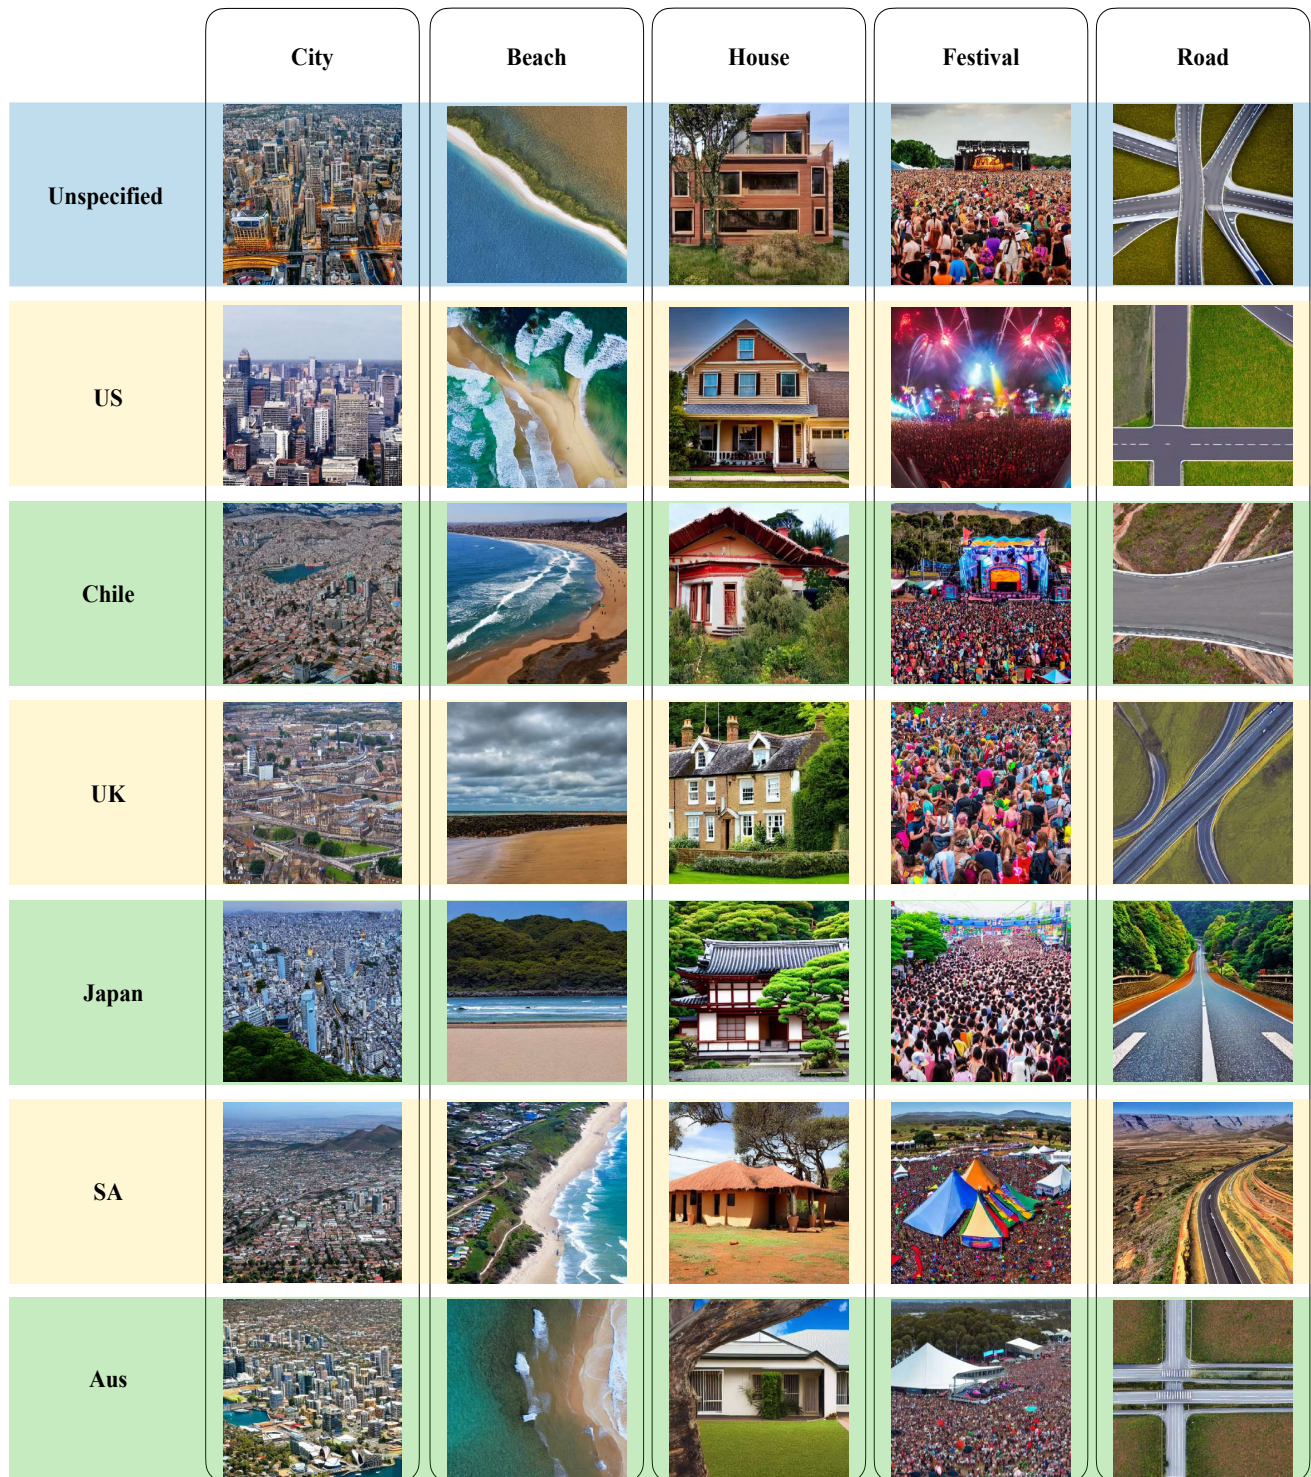 City
Beach
House
Festival
Road
Unspecified
US
Chile
UK
Japan
SA
Aus